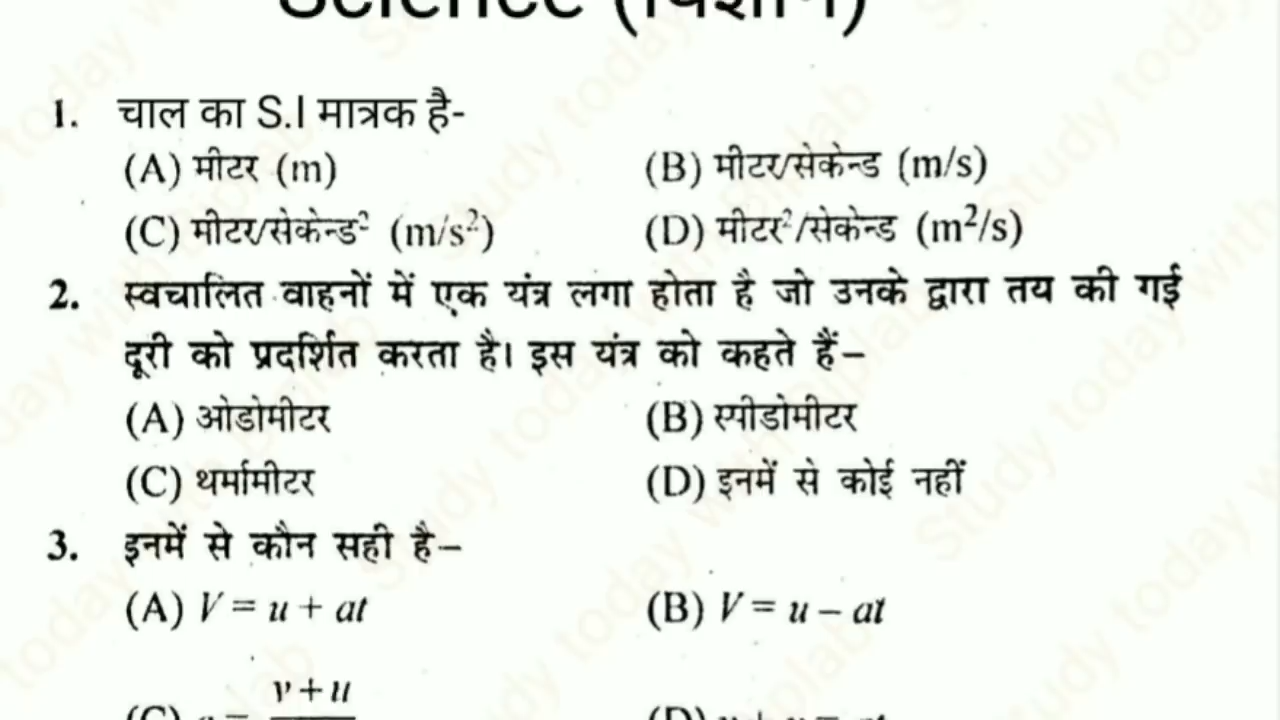 Science (विज्ञान)
1. चाल का S.I मात्रक है-
(A) मीटर (m) (B) मीटर/सेकेन्ड (m/s)
(C) मीटर/सेकेन्ड² (m/s²) (D) मीटर²/सेकेन्ड (m²/s)
2. स्वचालित वाहनों में एक यंत्र लगा होता है जो उनके द्वारा तय की गई
दूरी को प्रदर्शित करता है। इस यंत्र को कहते हैं–
(A) ओडोमीटर (B) स्पीडोमीटर
(C) थर्मामीटर (D) इनमें से कोई नहीं
3. इनमें से कौन सही है–
(A) V = u + at (B) V = u – at
v + u
(C) (D)